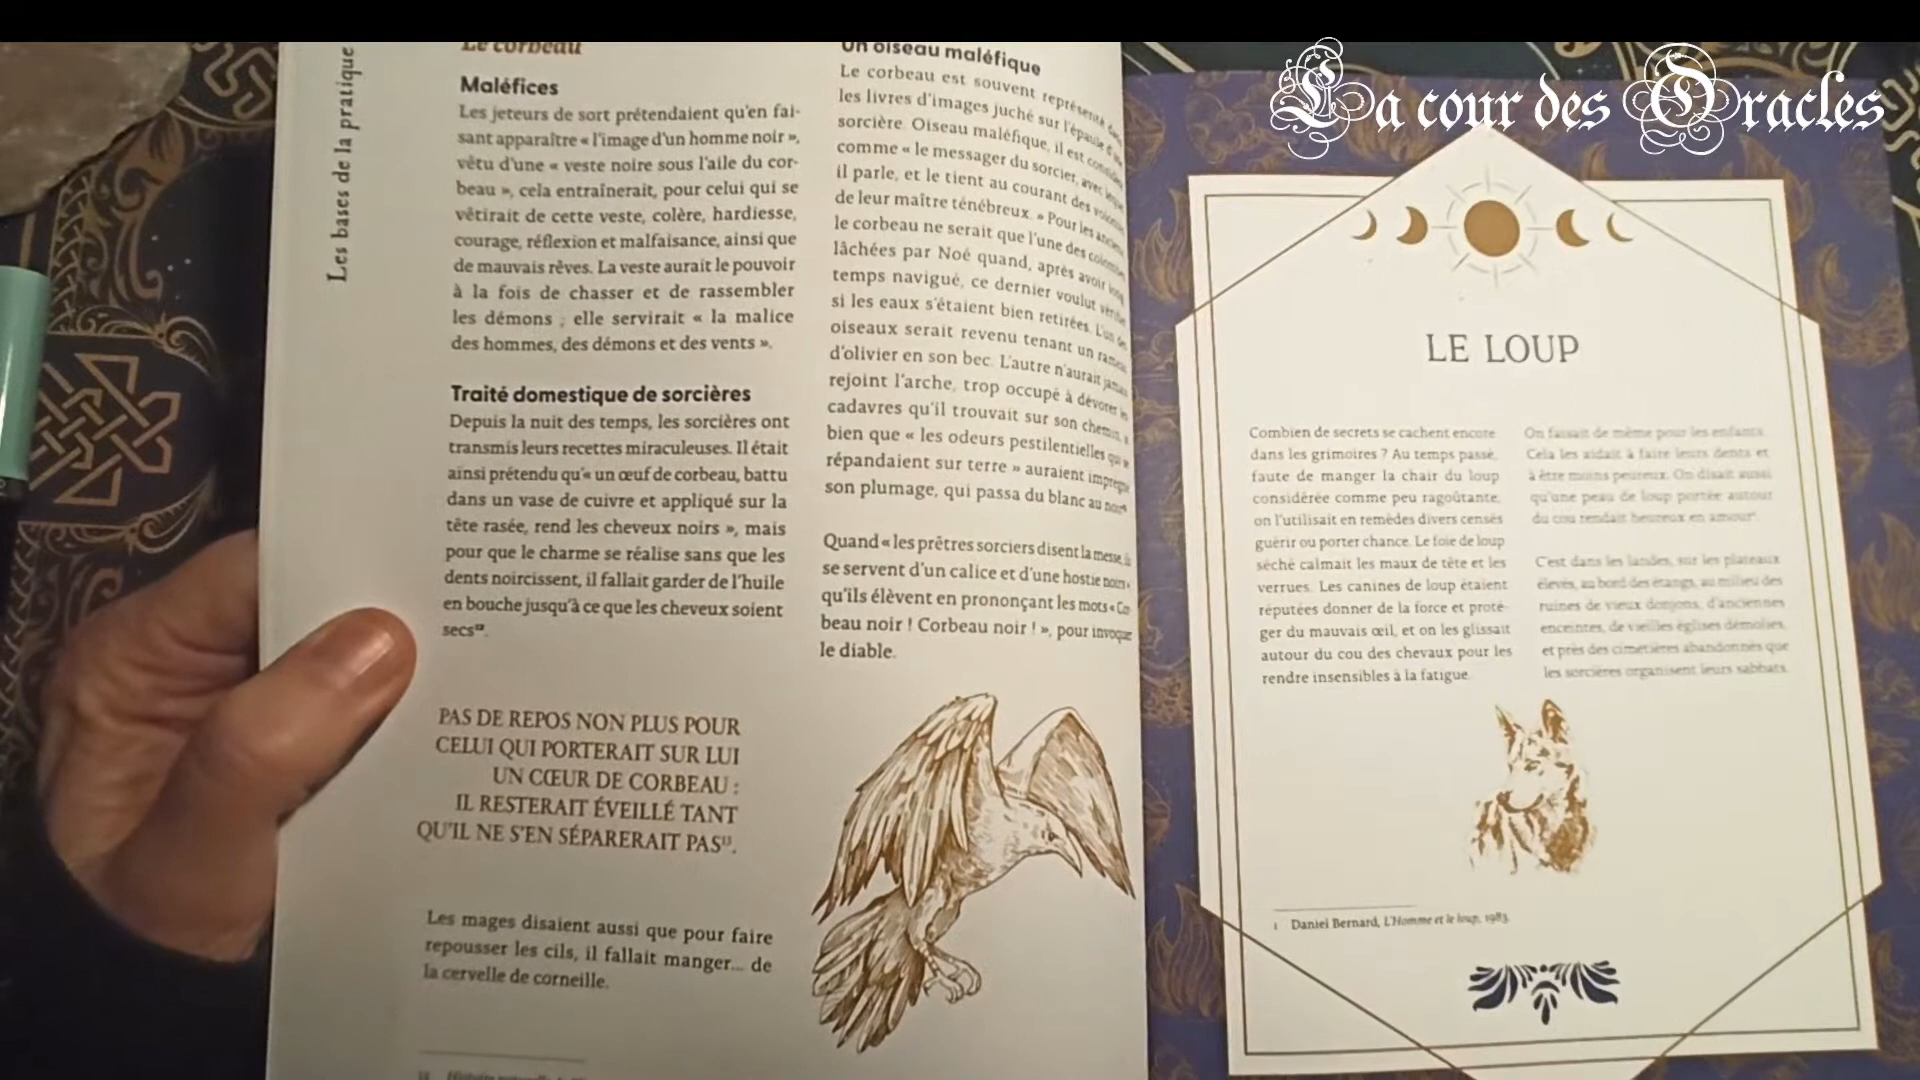 La cour des Oracles
Les bases de la pratique
Le corbeau
Maléfices
Les jeteurs de sort prétendaient qu'en fai-
sant apparaître « l'image d'un homme noir »,
vêtu d'une « veste noire sous l'aile du cor-
beau », cela entraînerait, pour celui qui se
vêtirait de cette veste, colère, hardiesse,
courage, réflexion et malfaisance, ainsi que
de mauvais rêves. La veste aurait le pouvoir
à la fois de chasser et de rassembler
les démons ; elle servirait « la malice
des hommes, des démons et des vents ».
Traité domestique de sorcières
Depuis la nuit des temps, les sorcières ont
transmis leurs recettes miraculeuses. Il était
ainsi prétendu qu'« un œuf de corbeau, battu
dans un vase de cuivre et appliqué sur la
tête rasée, rend les cheveux noirs », mais
pour que le charme se réalise sans que les
dents noircissent, il fallait garder de l'huile
en bouche jusqu'à ce que les cheveux soient
secs¹².
PAS DE REPOS NON PLUS POUR
CELUI QUI PORTERAIT SUR LUI
UN CŒUR DE CORBEAU :
IL RESTERAIT ÉVEILLÉ TANT
QU'IL NE S'EN SÉPARERAIT PAS¹³.
Les mages disaient aussi que pour faire
repousser les cils, il fallait manger... de
la cervelle de corneille.
Un oiseau maléfique
Le corbeau est souvent représenté dans
les livres d'images juché sur l'épaule d'une
sorcière. Oiseau maléfique, il est considéré
comme « le messager du sorcier, avec lequel
il parle, et le tient au courant des volontés
de leur maître ténébreux. » Pour les anciens
le corbeau ne serait que l'une des colombes
lâchées par Noé quand, après avoir long
temps navigué, ce dernier voulut vérifier
si les eaux s'étaient bien retirées. L'un des
oiseaux serait revenu tenant un rameau
d'olivier en son bec. L'autre n'aurait jamais
rejoint l'arche, trop occupé à dévorer les
cadavres qu'il trouvait sur son chemin, si
bien que « les odeurs pestilentielles qui se
répandaient sur terre » auraient imprégné
son plumage, qui passa du blanc au noir
Quand « les prêtres sorciers disent la messe, ils
se servent d'un calice et d'une hostie noirs
qu'ils élèvent en prononçant les mots « Cor
beau noir ! Corbeau noir ! », pour invoquer
le diable.
LE LOUP
Combien de secrets se cachent encore
dans les grimoires ? Au temps passé,
faute de manger la chair du loup
considérée comme peu ragoûtante,
on l'utilisait en remèdes divers censés
guérir ou porter chance. Le foie de loup
séché calmait les maux de tête et les
verrues. Les canines de loup étaient
réputées donner de la force et proté-
ger du mauvais œil, et on les glissait
autour du cou des chevaux pour les
rendre insensibles à la fatigue.
On faisait de même pour les enfants.
Cela les aidait à faire leurs dents et
à être moins peureux. On disait aussi
qu'une peau de loup portée autour
du cou rendait heureux en amour¹.
C'est dans les landes, sur les plateaux
élevés, au bord des étangs, au milieu des
ruines de vieux donjons, d'anciennes
enceintes, de vieilles églises démolies,
et près des cimetières abandonnés que
les sorcières organisent leurs sabbats.
1 Daniel Bernard, L'Homme et le loup, 1983.